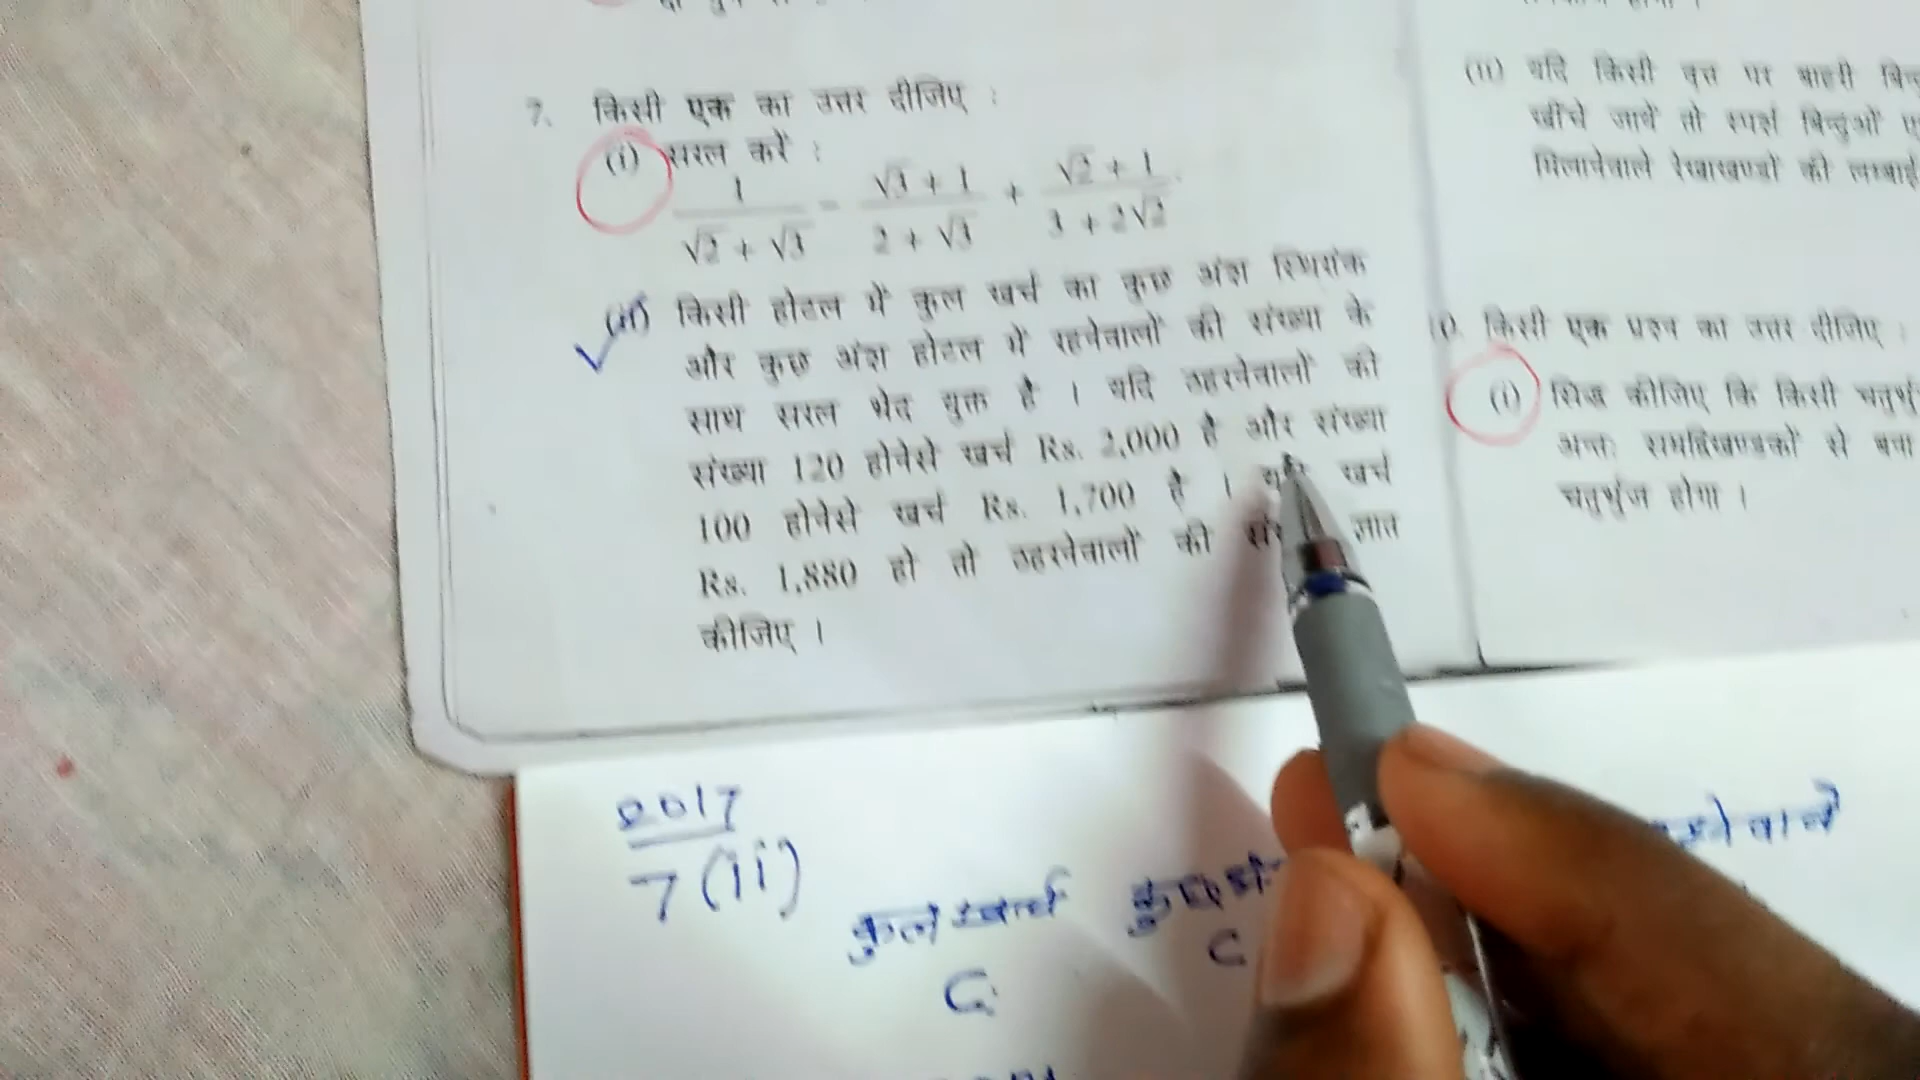 7. किसी एक का उत्तर दीजिए :
(i) सरल करें :
1/(√2 + √3) - (√3 + 1)/(2 + √3) + (√2 + 1)/(3 + 2√2).
(ii) किसी होटल में कुल खर्च का कुछ अंश स्थिरांक
और कुछ अंश होटल में रहनेवालों की संख्या के
साथ सरल भेद युक्त है । यदि ठहरनेवालों की
संख्या 120 होनेसे खर्च Rs. 2,000 है और संख्या
100 होनेसे खर्च Rs. 1,700 है । खर्च
Rs. 1,880 हो तो ठहरनेवालों की ज्ञात
कीजिए ।
(ii) यदि किसी वृत्त पर बाहरी
खींचे जायें तो स्पर्श बिन्दुओं
मिलानेवाले रेखाखण्डों की लम्बाई
किसी एक प्रश्न का उत्तर दीजिए :
(i) सिद्ध कीजिए कि किसी
अन्तः समद्विखण्डकों से बना
चतुर्भुज होगा ।
2017
7(ii)
कुल खर्च
C
C